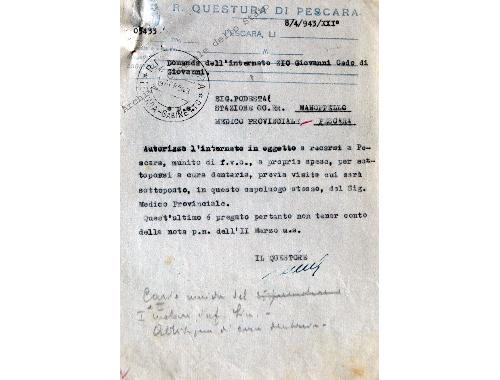 R. QUESTURA DI PESCARA
05433
8/4/943/XXI°
PESCARA, LI
N.
Domanda dell'internato ZIC Giovanni Gedo di
Giovanni.
SIG.PODESTA'
STAZIONE CC.RR. MANOPPELLO
MEDICO PROVINCIALE PESCARA
Autorizzo l'internato in oggetto a recarsi a Pe-
scara, munito di f.v.o., a proprie spese, per sot-
toporsi a cura dentaria, previa visita cui sarà
sottoposto, in questo capoluogo stesso, dal Sig.
Medico Provinciale.
Quest'ultimo é pregato pertanto non tener conto
della nota p.n. dell'II Marzo u.s.
IL QUESTORE